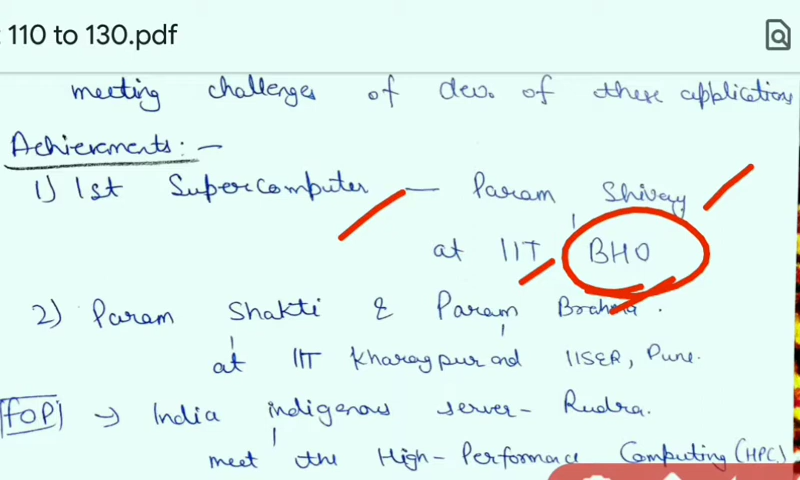 110 to 130.pdf
meeting challenges of dev. of these applications
Achievements:-
1) 1st Supercomputer — Param Shivay
at IIT BHO
2) Param Shakti & Param Brahma.
at IIT Kharagpur and IISER, Pune.
FOP → India indigenous server- Rudra.
meet the High-Performance Computing (HPC)